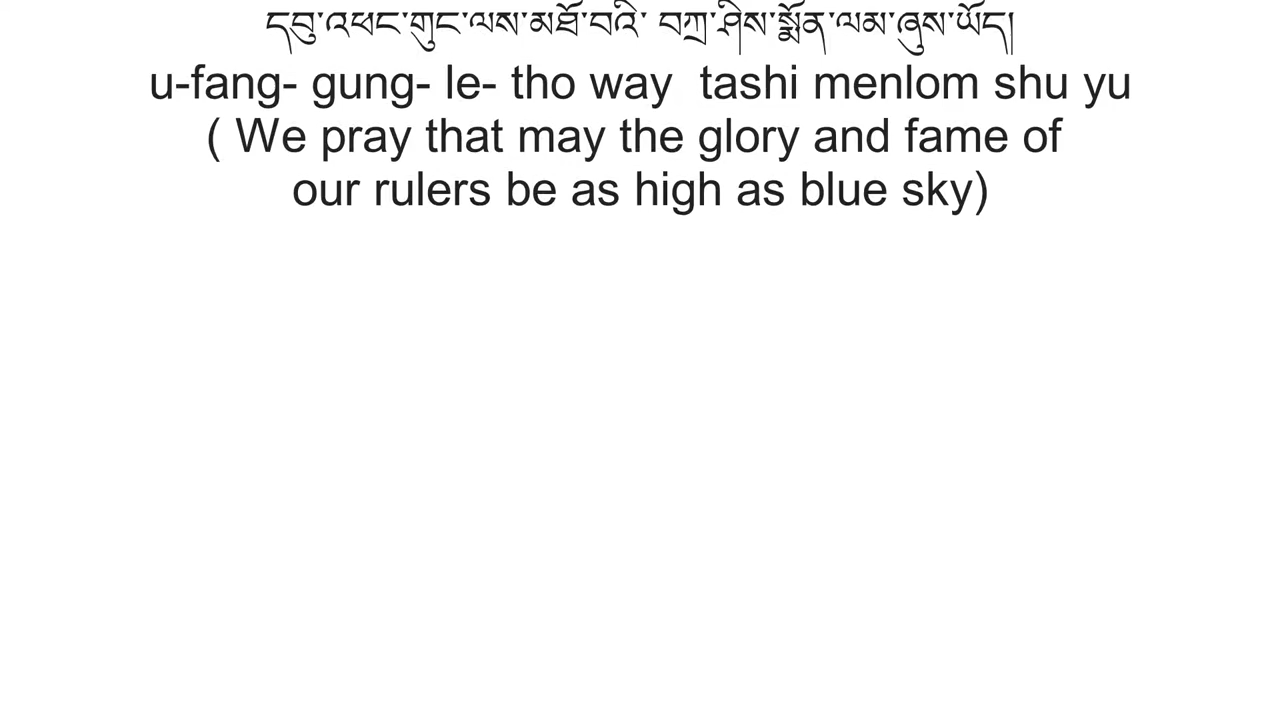 དབུ་འཕང་གུང་ལས་མཐོ་བའི་ བཀྲ་ཤིས་སྨོན་ལམ་ཞུས་ཡོད།
u-fang- gung- le- tho way tashi menlom shu yu
( We pray that may the glory and fame of
our rulers be as high as blue sky)